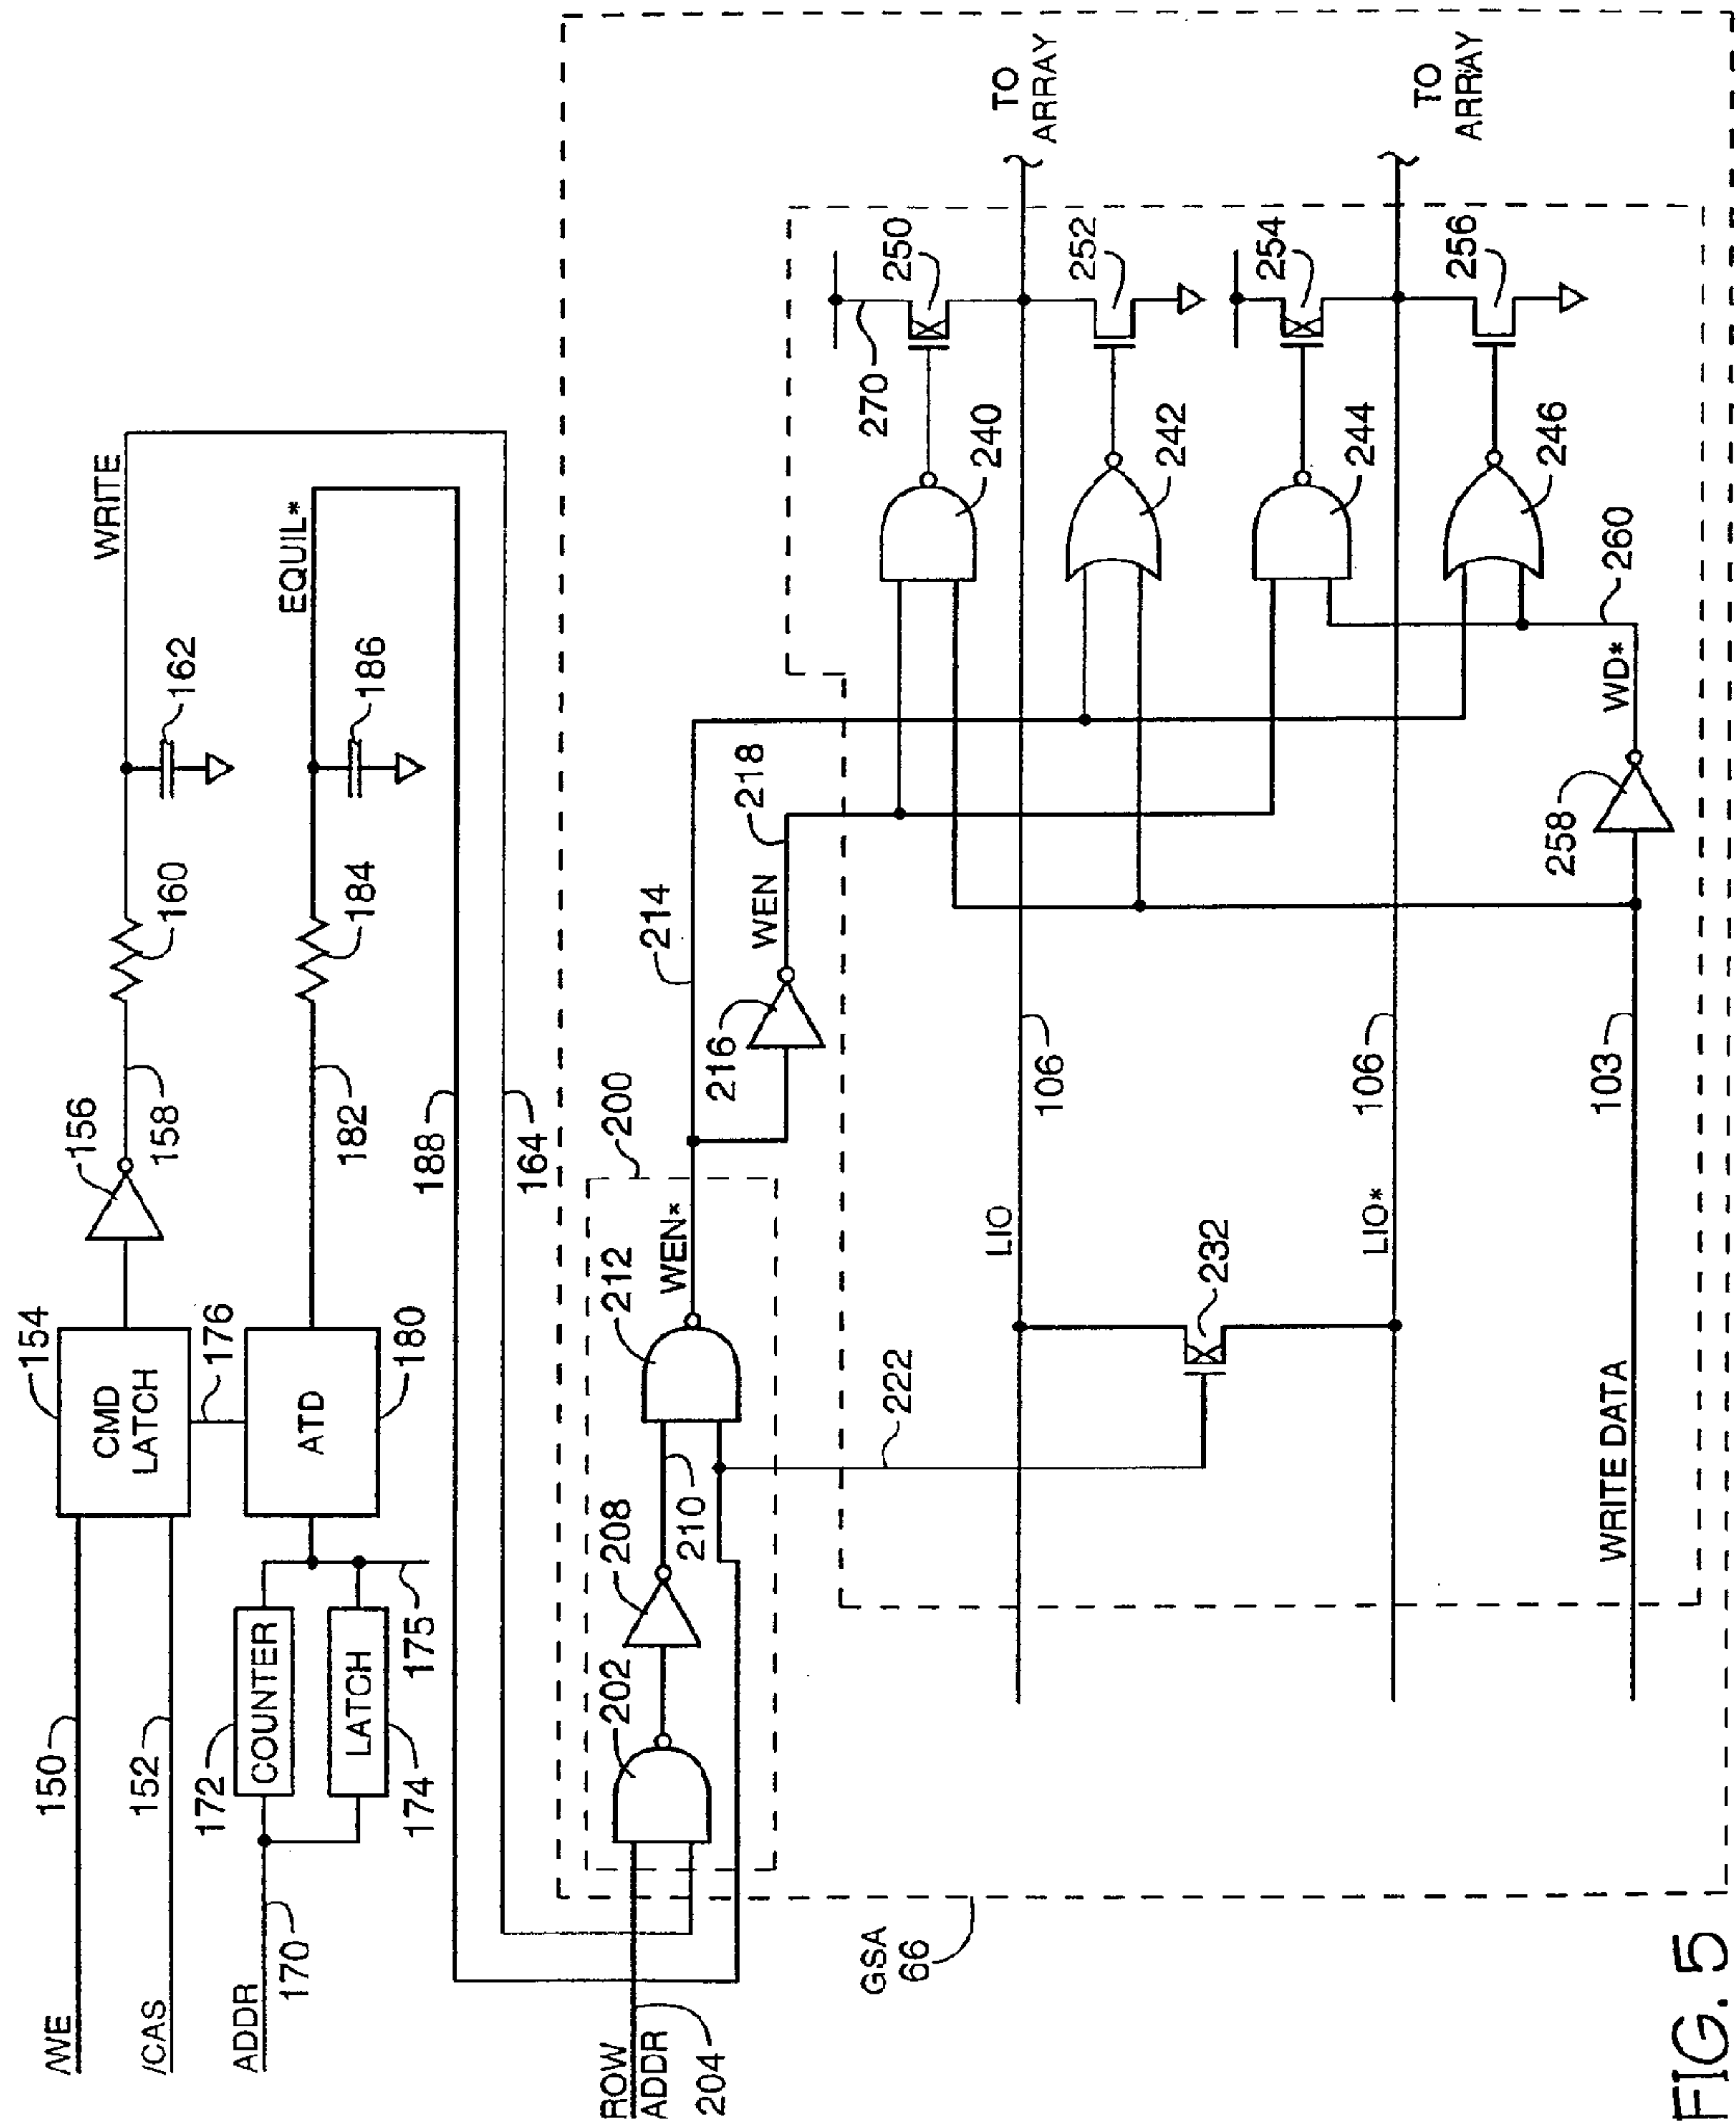 /WE
150
/CAS
152
ADDR
170
172
COUNTER
LATCH
174
175
154
CMD
LATCH
176
ATD
180
156
158
160
162
WRITE
182
184
186
EQUIL*
188
164
ROW
ADDR
204
GSA
66
200
202
208
210
212
WEN*
214
216
WEN
218
222
LIO
106
232
LIO*
106
WRITE DATA
103
258
WD*
260
240
242
244
246
270
250
252
254
256
TO
ARRAY
TO
ARRAY
FIG. 5